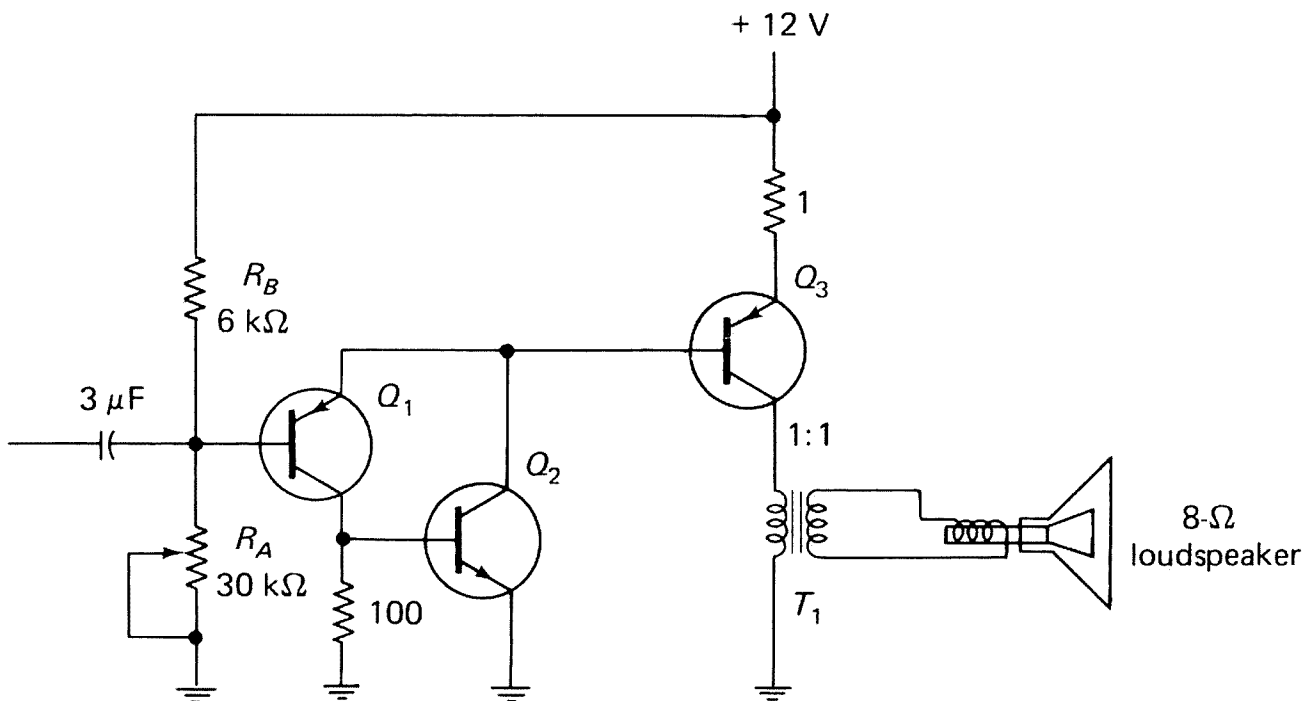 + 12 V
1
R_B
6 kΩ
Q_3
3 μF
Q_1
1:1
Q_2
R_A
30 kΩ
100
T_1
8-Ω
loudspeaker